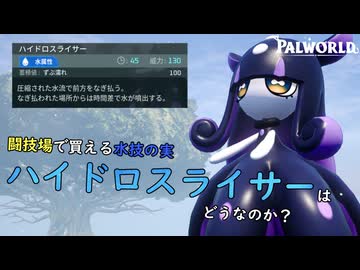 PALWORLD
ハイドロスライサー
水属性
:45
威力:130
蓄積値:ずぶ濡れ
100
圧縮された水流で前方をなぎ払う。
なぎ払われた場所からは時間差で水が噴出する。
闘技場で買える水技の実
ハイドロスライサーは
どうなのか?